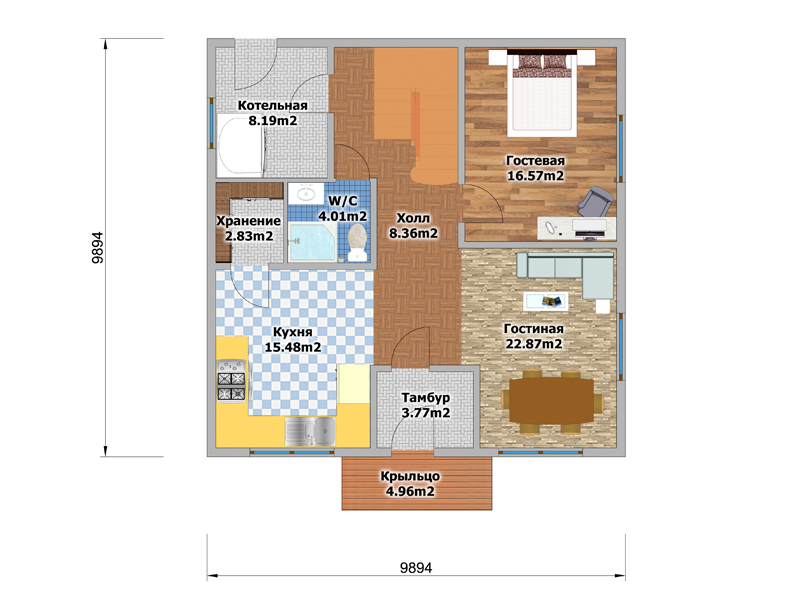 Котельная
8.19m2
Гостевая
16.57m2
W/C
4.01m2
Хранение
2.83m2
Холл
8.36m2
9894
Кухня
15.48m2
Гостиная
22.87m2
Тамбур
3.77m2
Крыльцо
4.96m2
9894